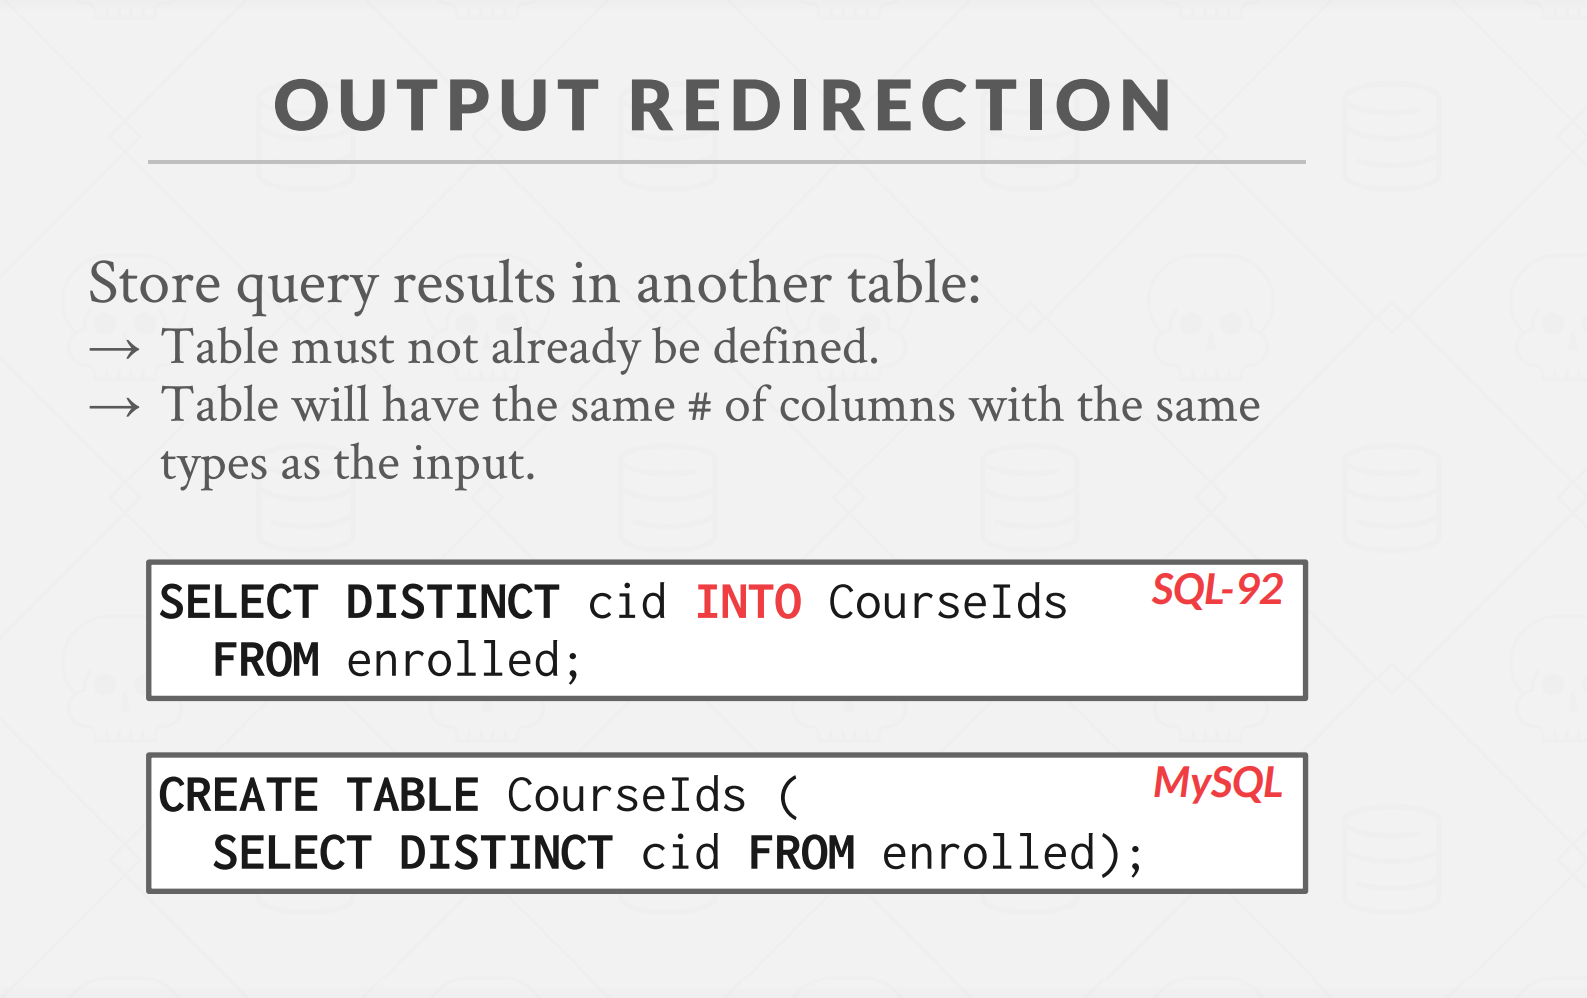 OUTPUT REDIRECTION
Store query results in another table:
→ Table must not already be defined.
→ Table will have the same # of columns with the same
types as the input.
SELECT DISTINCT cid INTO CourseIds
SQL-92
FROM enrolled;
CREATE TABLE CourseIds (
MySQL
SELECT DISTINCT cid FROM enrolled);